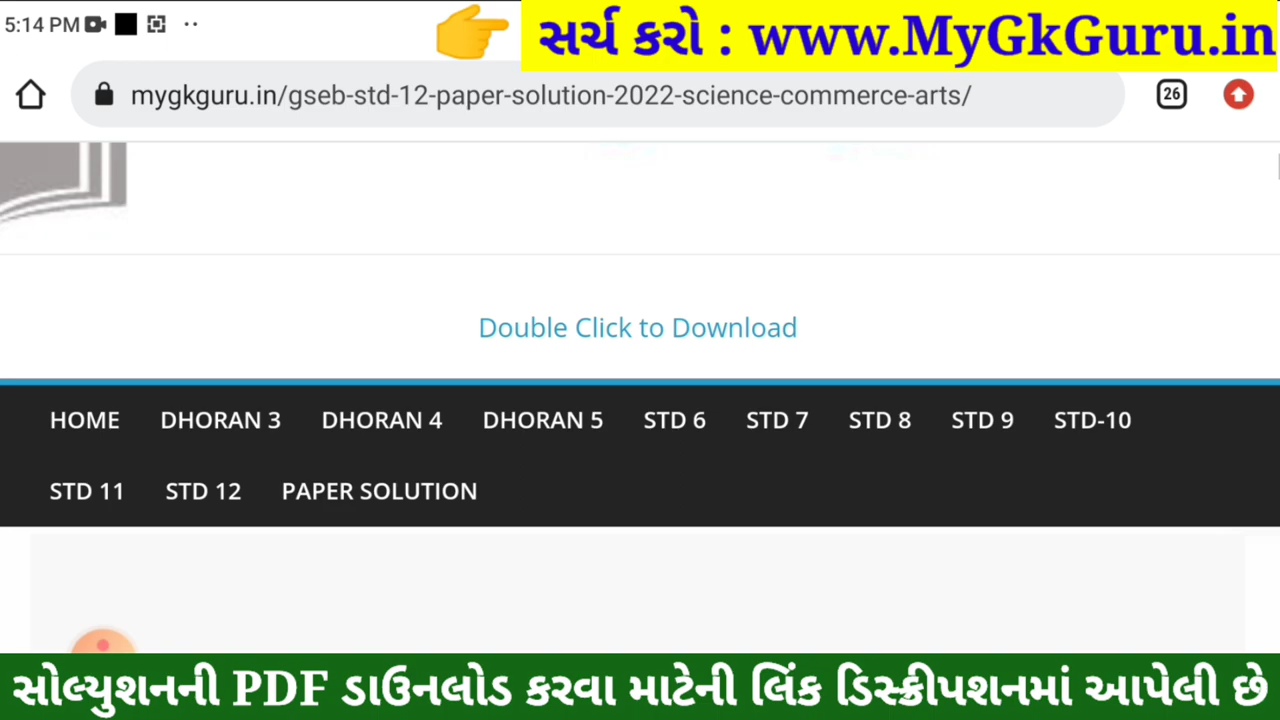 5:14 PM
સર્ચ કરો : www.MyGkGuru.in
mygkguru.in/gseb-std-12-paper-solution-2022-science-commerce-arts/
26
Double Click to Download
HOME DHORAN 3 DHORAN 4 DHORAN 5 STD 6 STD 7 STD 8 STD 9 STD-10
STD 11 STD 12 PAPER SOLUTION
સોલ્યુશનની PDF ડાઉનલોડ કરવા માટેની લિંક ડિસ્ક્રીપશનમાં આપેલી છે